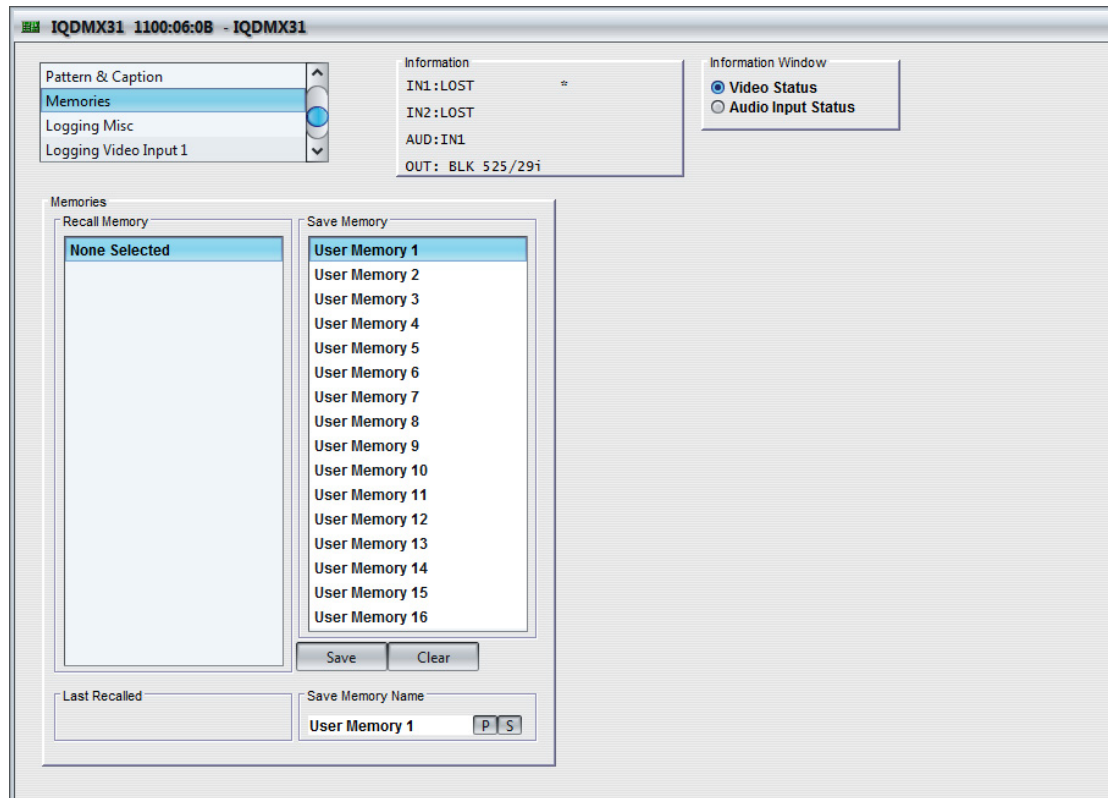 IQDMX31 1100:06:0B - IQDMX31
Pattern & Caption
Memories
Logging Misc
Logging Video Input 1
Information
IN1:LOST *
IN2:LOST
AUD:IN1
OUT: BLK 525/29i
Information Window
Video Status
Audio Input Status
Memories
Recall Memory
None Selected
Save Memory
User Memory 1
User Memory 2
User Memory 3
User Memory 4
User Memory 5
User Memory 6
User Memory 7
User Memory 8
User Memory 9
User Memory 10
User Memory 11
User Memory 12
User Memory 13
User Memory 14
User Memory 15
User Memory 16
Save Clear
Last Recalled
Save Memory Name
User Memory 1 P S